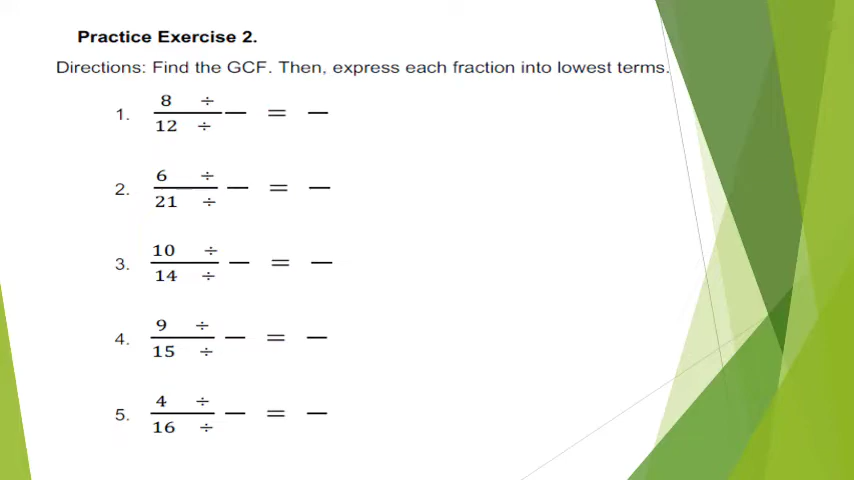 Practice Exercise 2.
Directions: Find the GCF. Then, express each fraction into lowest terms.
1. 8 ÷ — = —
12 ÷
2. 6 ÷ — = —
21 ÷
3. 10 ÷ — = —
14 ÷
4. 9 ÷ — = —
15 ÷
5. 4 ÷ — = —
16 ÷